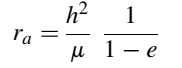 r_a = \frac{h^2}{\mu} \frac{1}{1 - e}